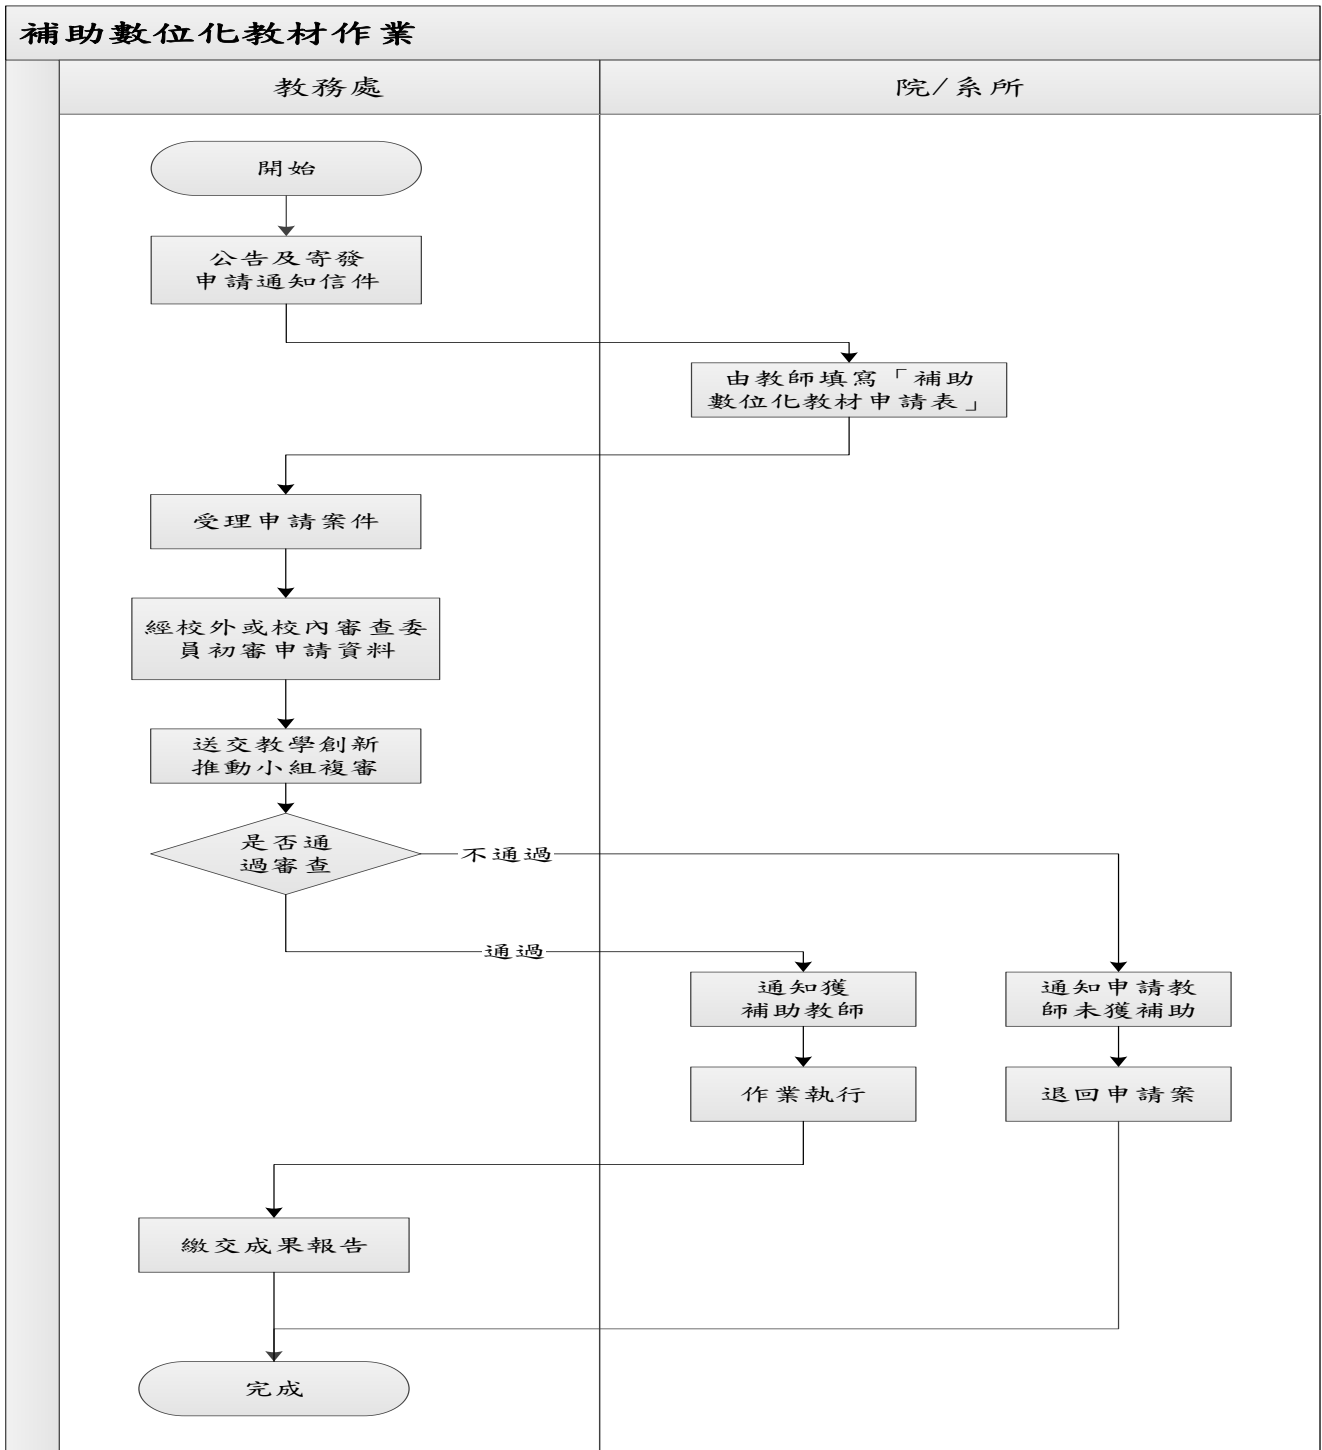 補助數位化教材作業
教務處
院/系所
開始
公告及寄發
申請通知信件
由教師填寫「補助
數位化教材申請表」
受理申請案件
經校外或校內審查委
員初審申請資料
送交教學創新
推動小組複審
是否通
過審查
不通過
通過
通知獲
補助教師
通知申請教
師未獲補助
作業執行
退回申請案
繳交成果報告
完成